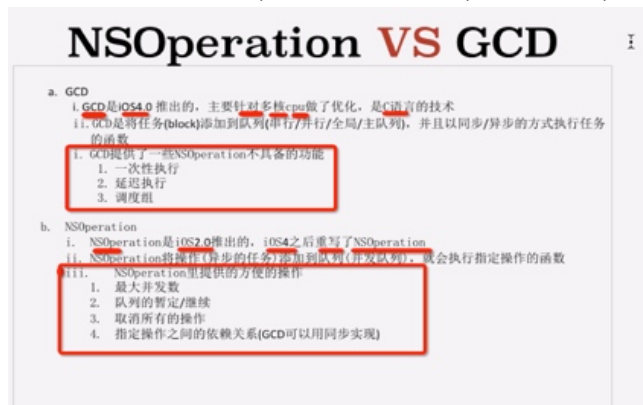 NSOperation VS GCD
a. GCD
i. GCD是iOS4.0 推出的，主要针对多核cpu做了优化，是C语言的技术
ii. GCD是将任务(block)添加到队列(串行/并行/全局/主队列)，并且以同步/异步的方式执行任务
的函数
i. GCD提供了一些NSOperation不具备的功能
1. 一次性执行
2. 延迟执行
3. 调度组
b. NSOperation
i. NSOperation是iOS2.0推出的，iOS4之后重写了NSOperation
ii. NSOperation将操作(异步的任务)添加到队列(并发队列)，就会执行指定操作的函数
iii. NSOperation里提供的方便的操作
1. 最大并发数
2. 队列的暂定/继续
3. 取消所有的操作
4. 指定操作之间的依赖关系(GCD可以用同步实现)